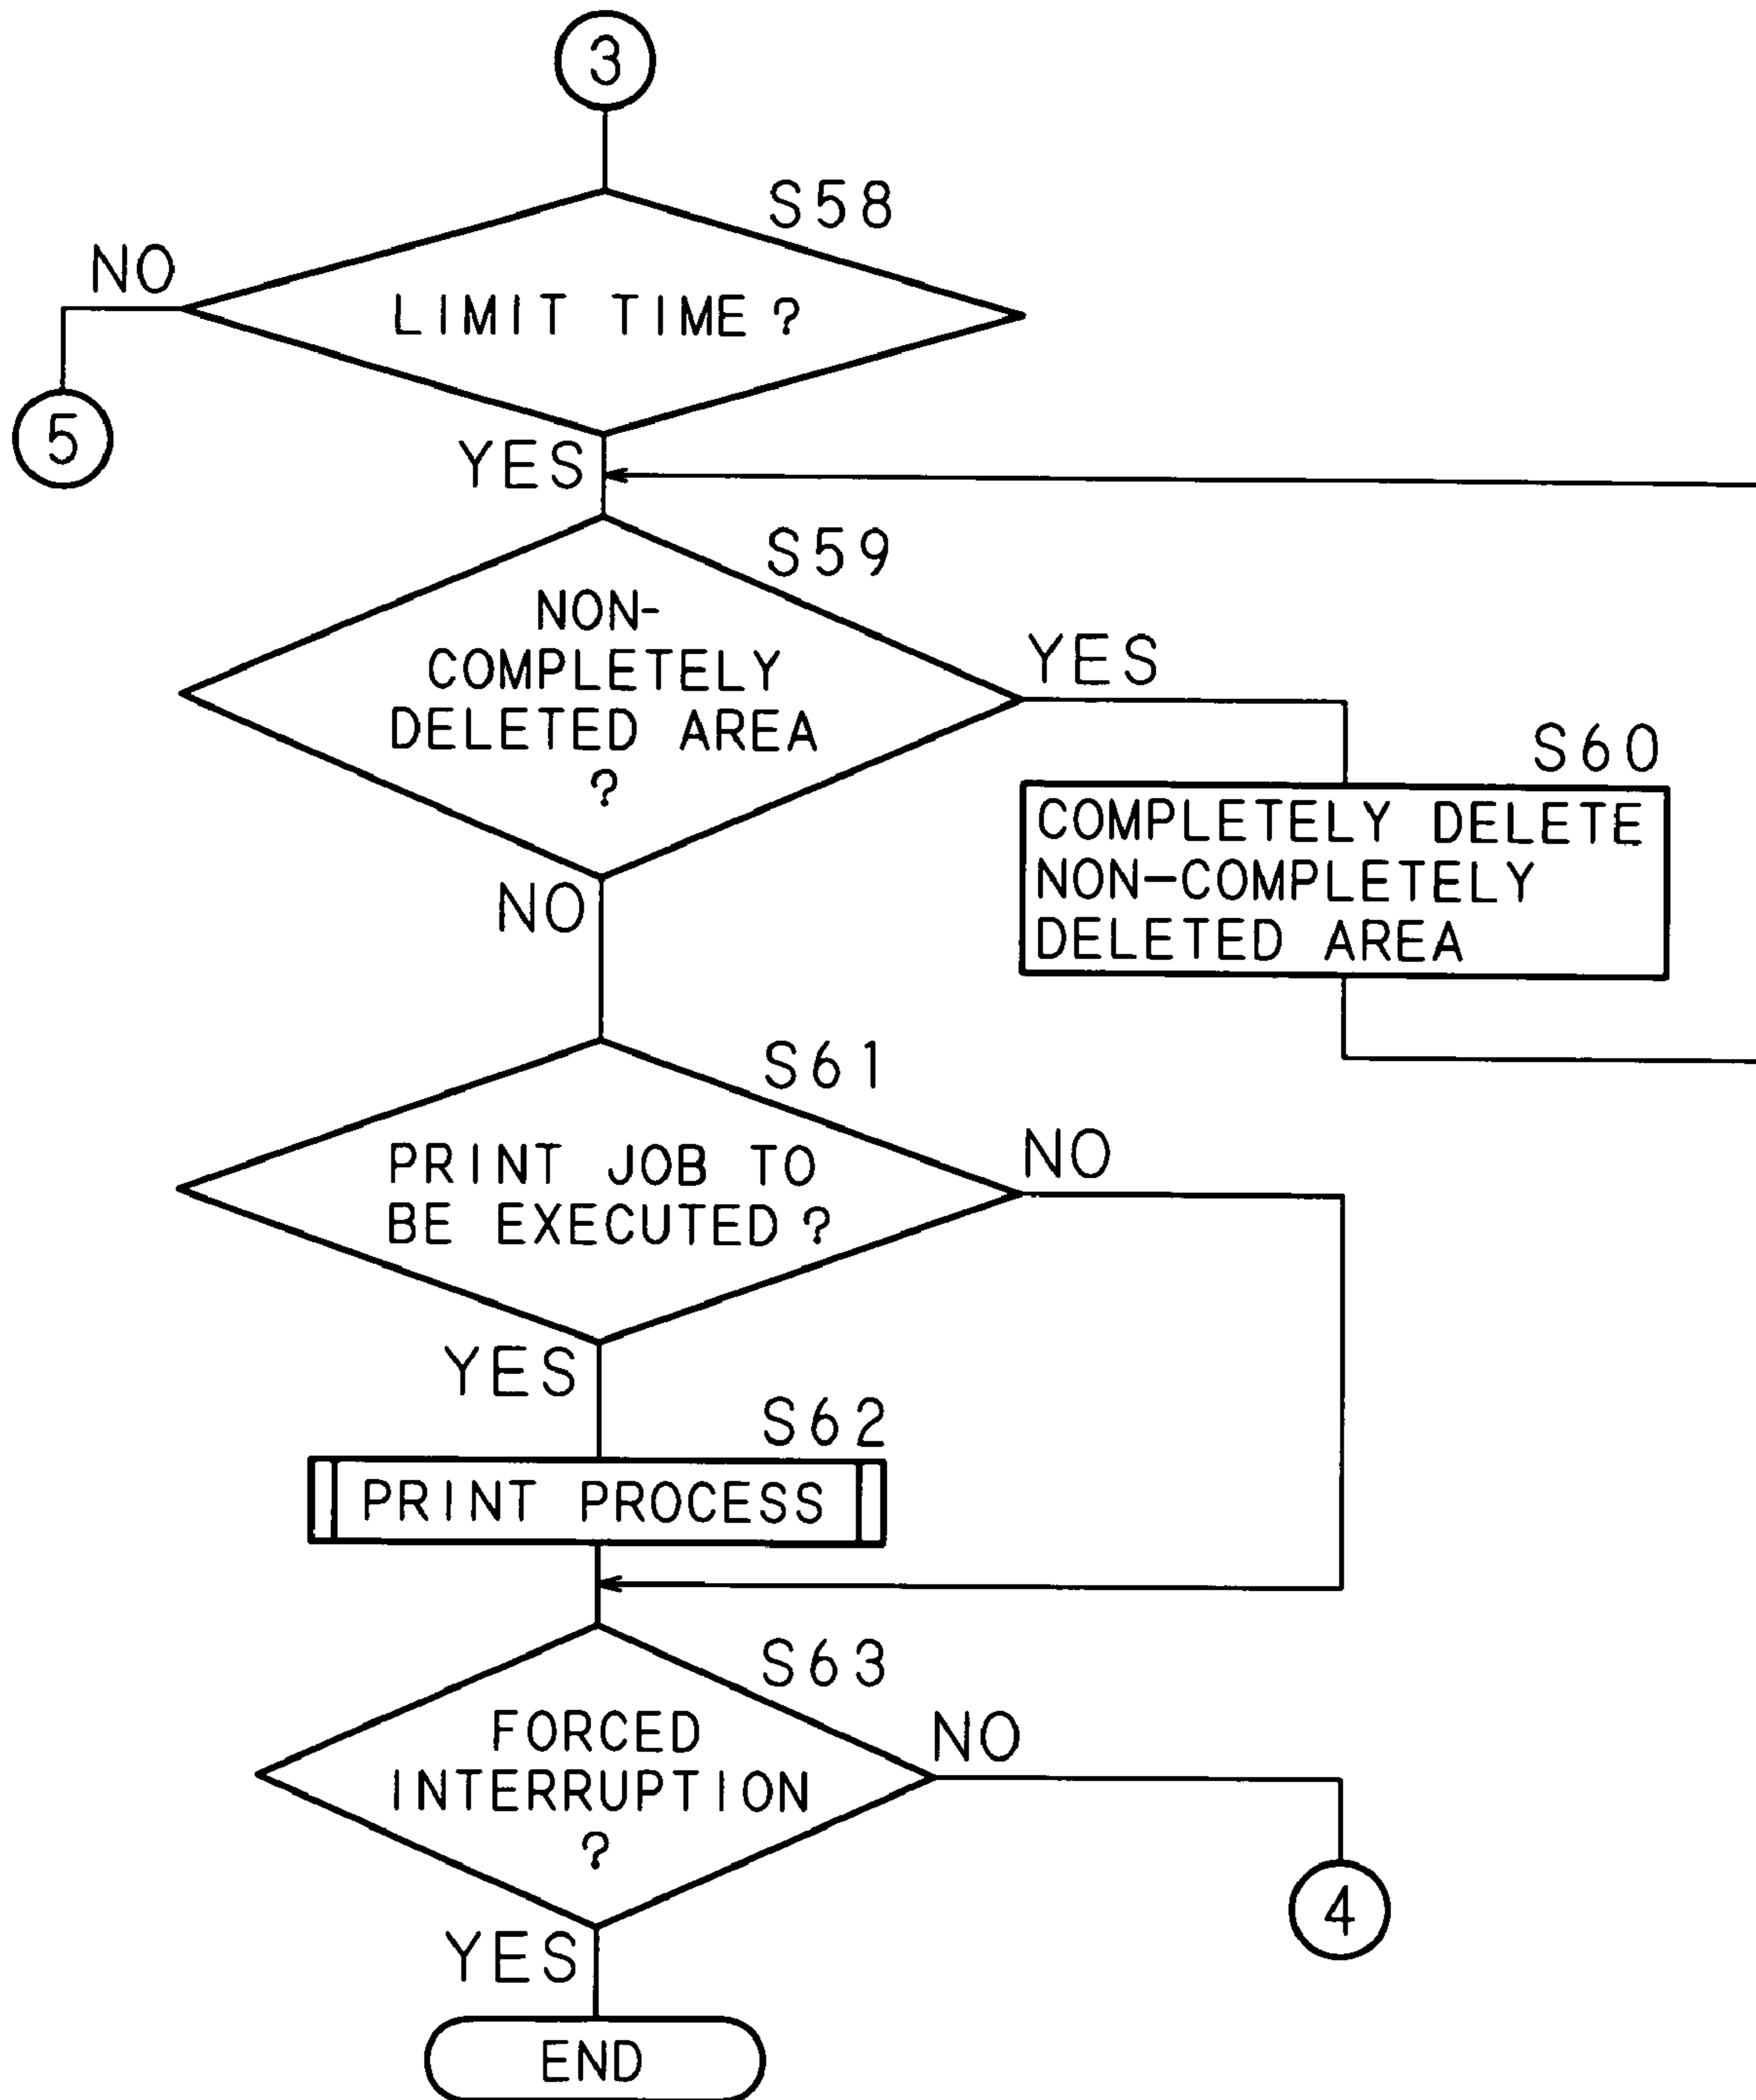 3
S58
NO
LIMIT TIME?
5
YES
S59
NON-
COMPLETELY
DELETED AREA
?
YES
S60
COMPLETELY DELETE
NON-COMPLETELY
DELETED AREA
NO
S61
PRINT JOB TO
BE EXECUTED?
NO
YES
S62
PRINT PROCESS
S63
FORCED
INTERRUPTION
?
NO
4
YES
END